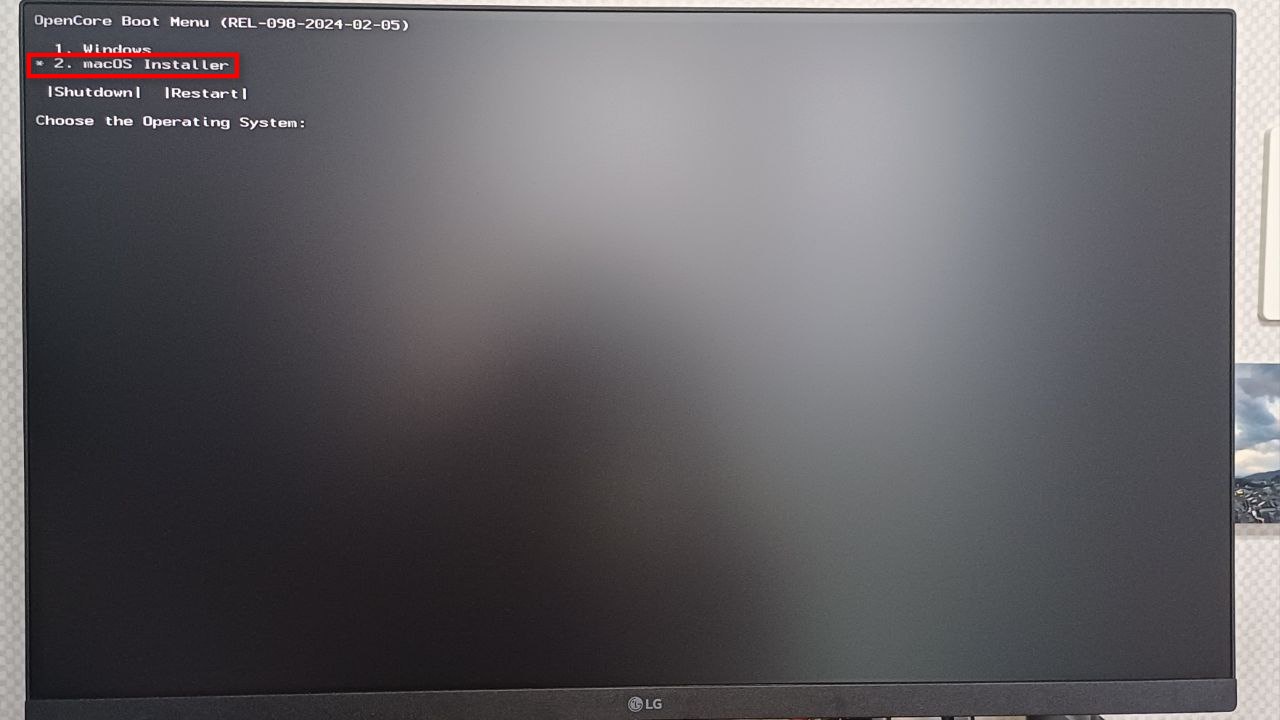 OpenCore Boot Menu (REL-098-2024-02-05)
1. Windows
* 2. macOS Installer
|Shutdown| |Restart|
Choose the Operating System:
LG